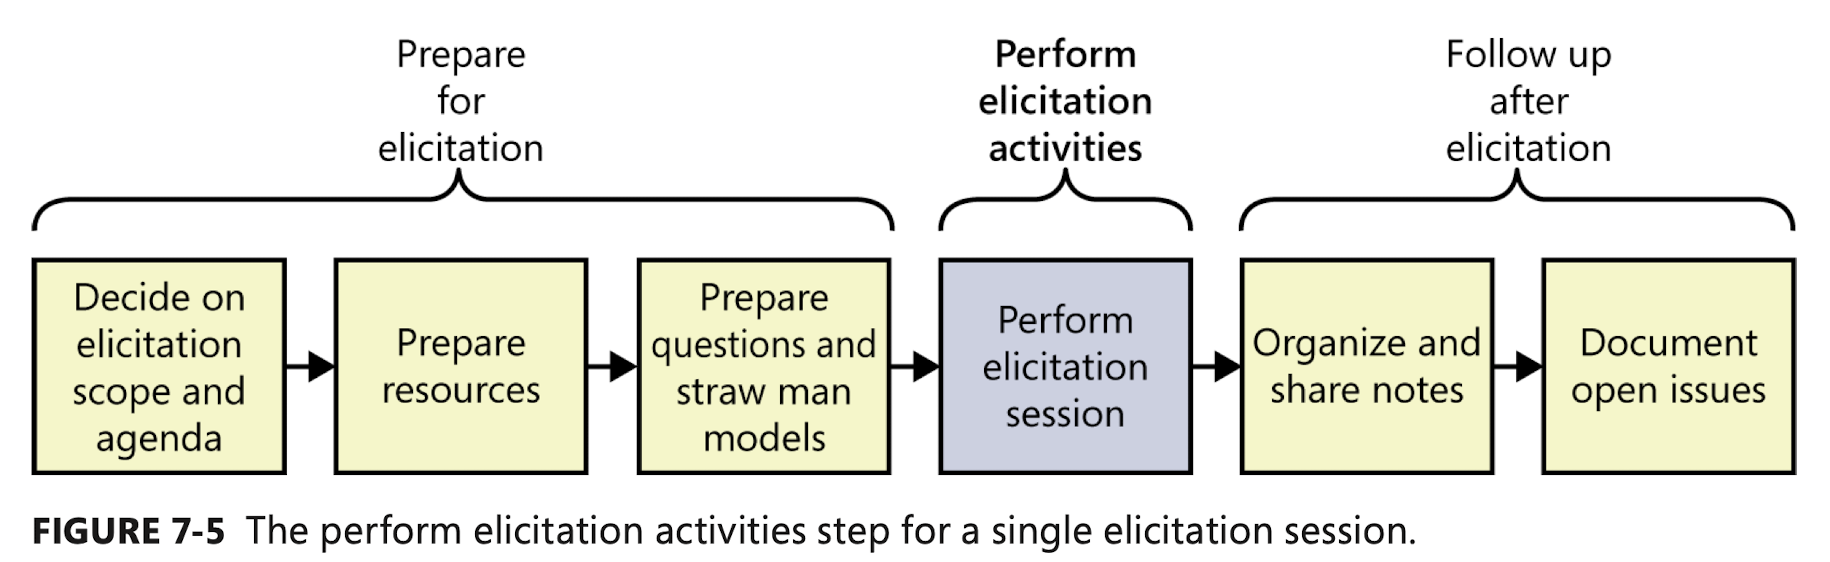 Prepare
for
elicitation
Perform
elicitation
activities
Follow up
after
elicitation
Decide on
elicitation
scope and
agenda
Prepare
resources
Prepare
questions and
straw man
models
Perform
elicitation
session
Organize and
share notes
Document
open issues
FIGURE 7-5 The perform elicitation activities step for a single elicitation session.